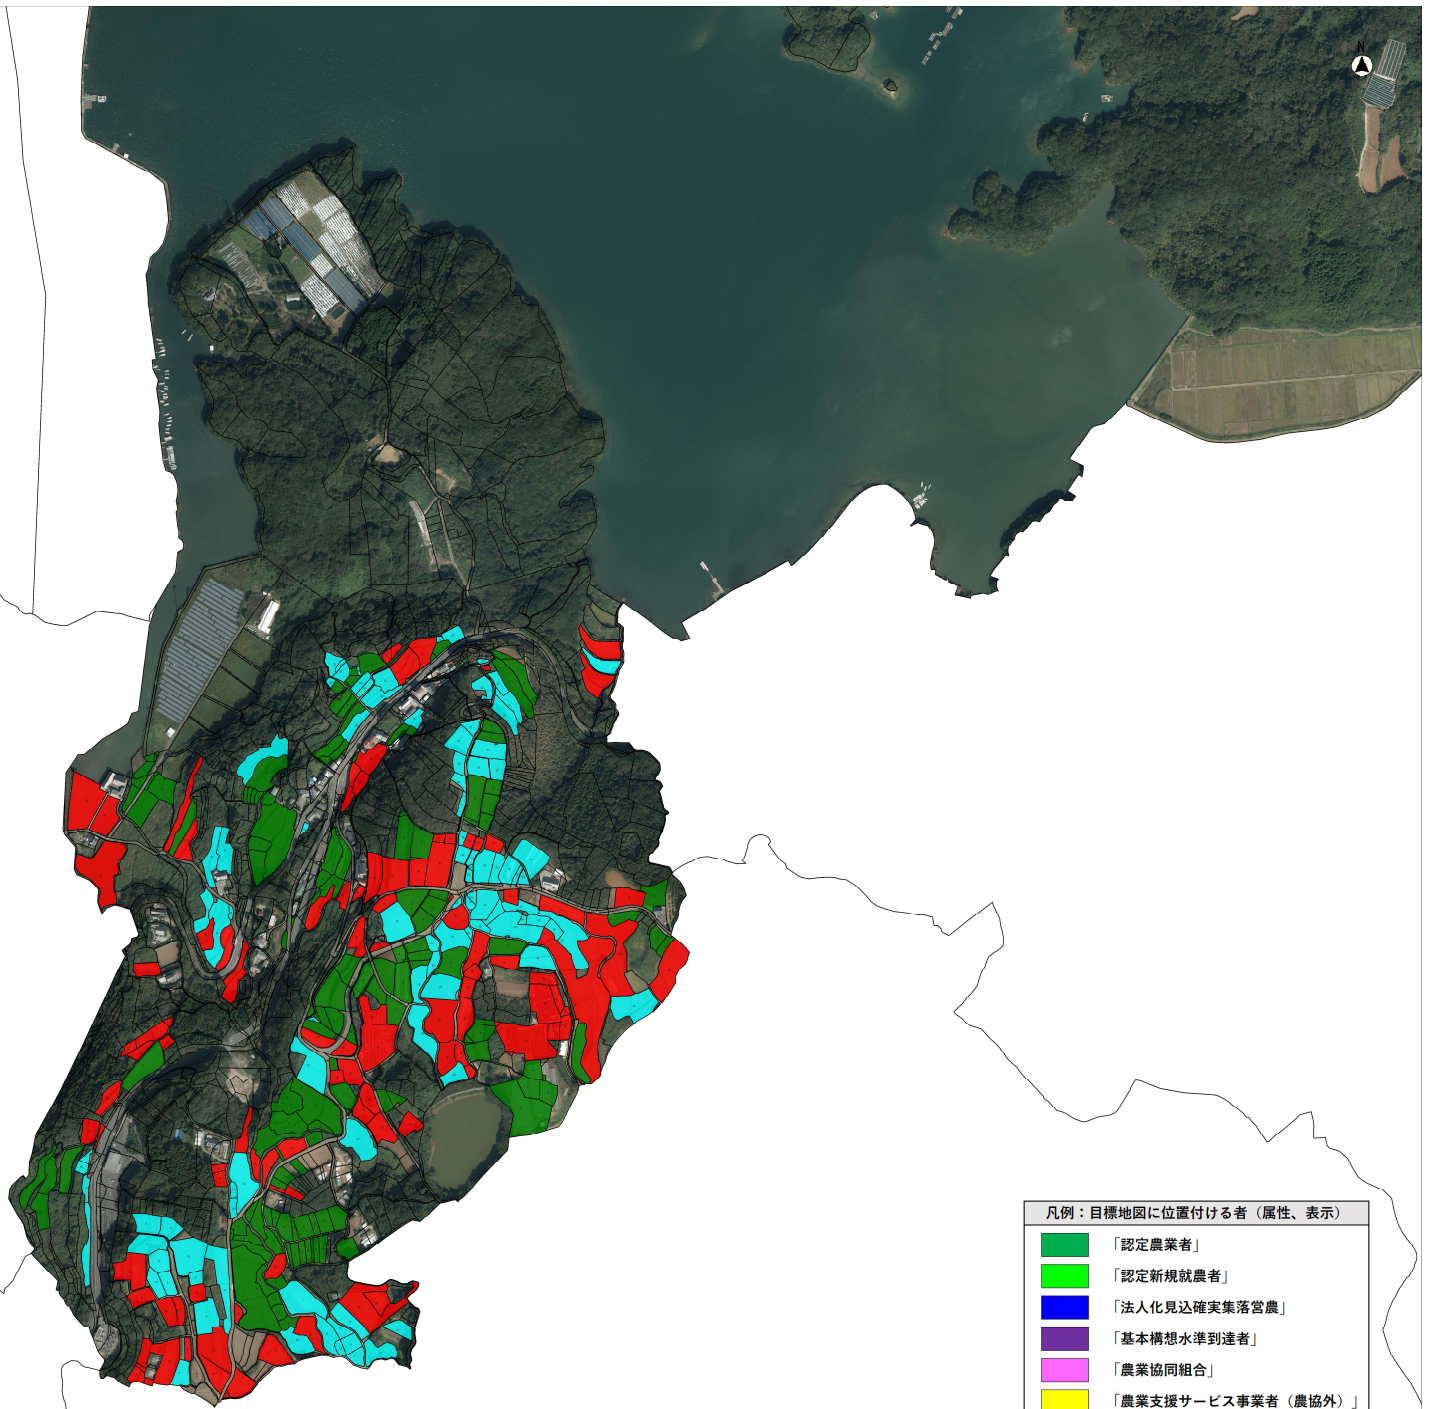 N
凡例：目標地図に位置付ける者（属性、表示）
「認定農業者」
「認定新規就農者」
「法人化見込確実集落営農」
「基本構想水準到達者」
「農業協同組合」
「農業支援サービス事業者（農協外）」